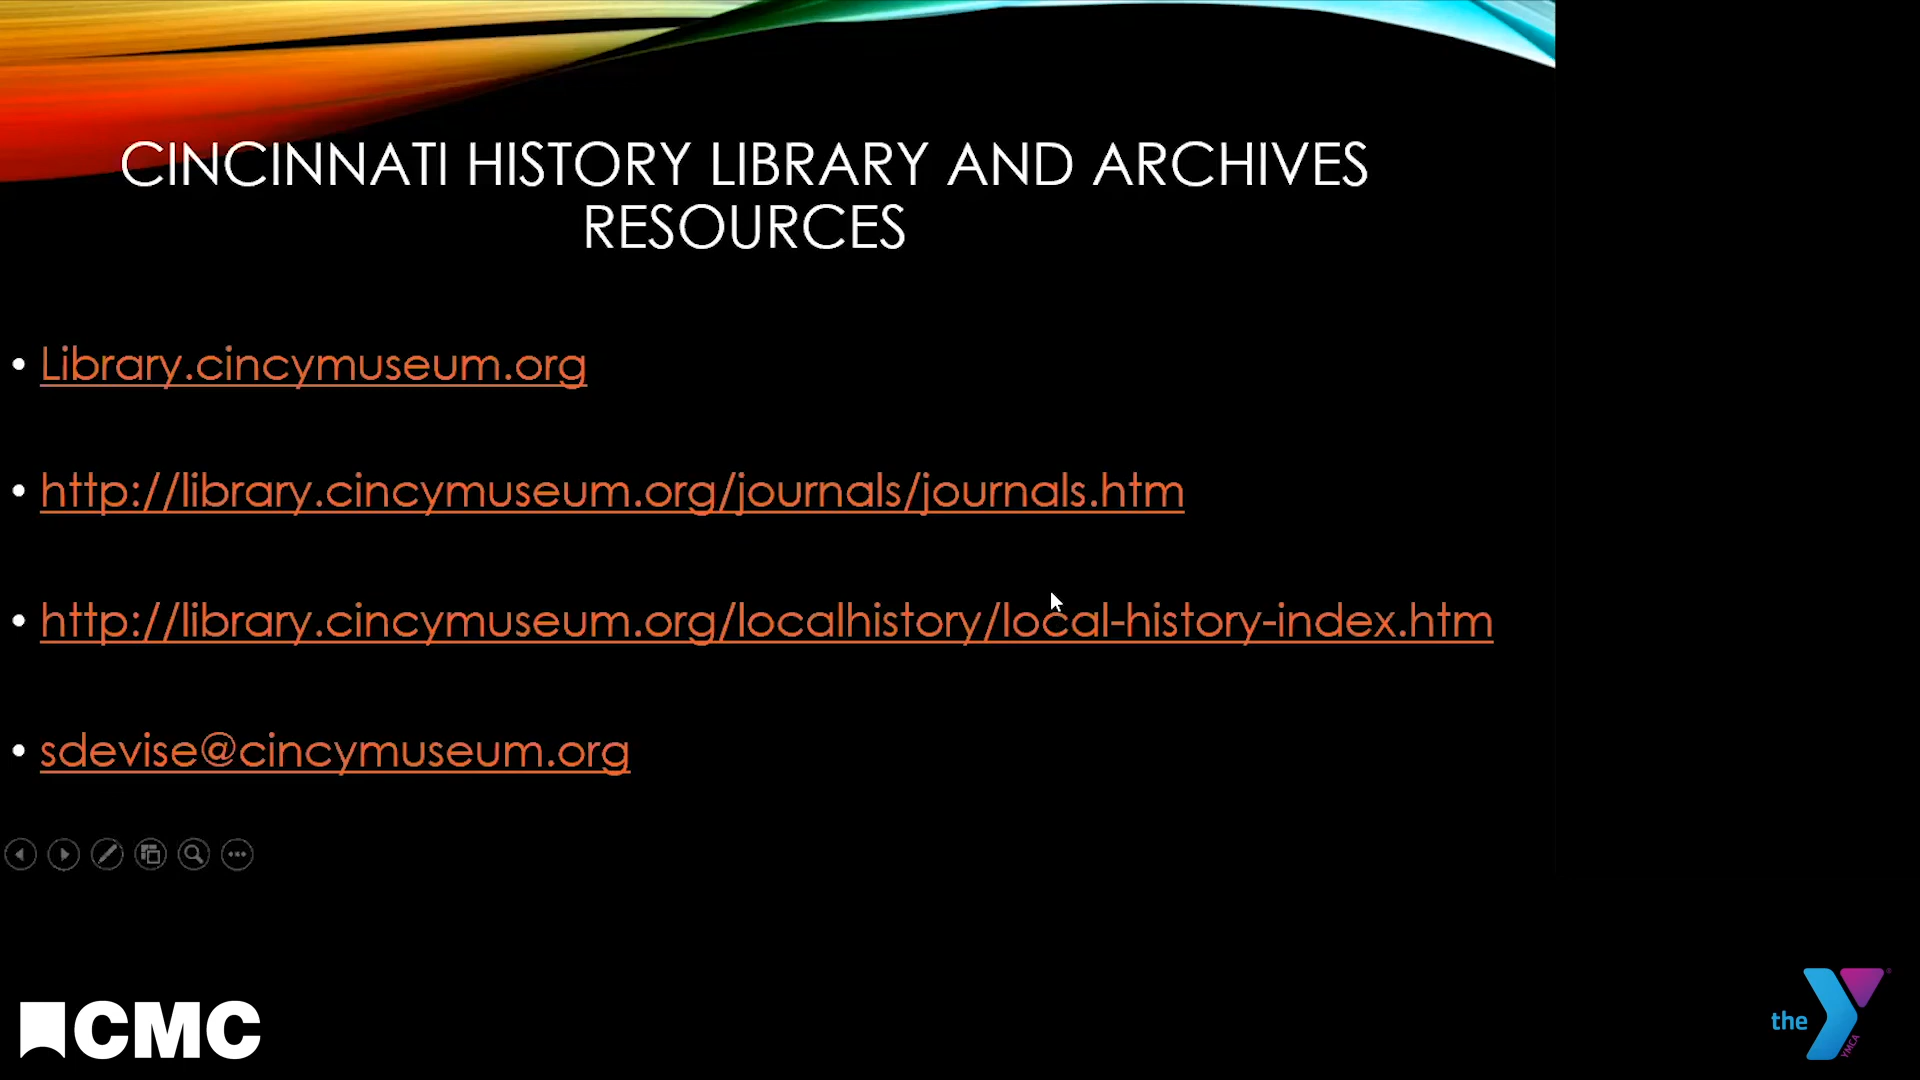 CINCINNATI HISTORY LIBRARY AND ARCHIVES
RESOURCES
• Library.cincymuseum.org
• http://library.cincymuseum.org/journals/journals.htm
• http://library.cincymuseum.org/localhistory/local-history-index.htm
• sdevise@cincymuseum.org
CMC
the
YMCA